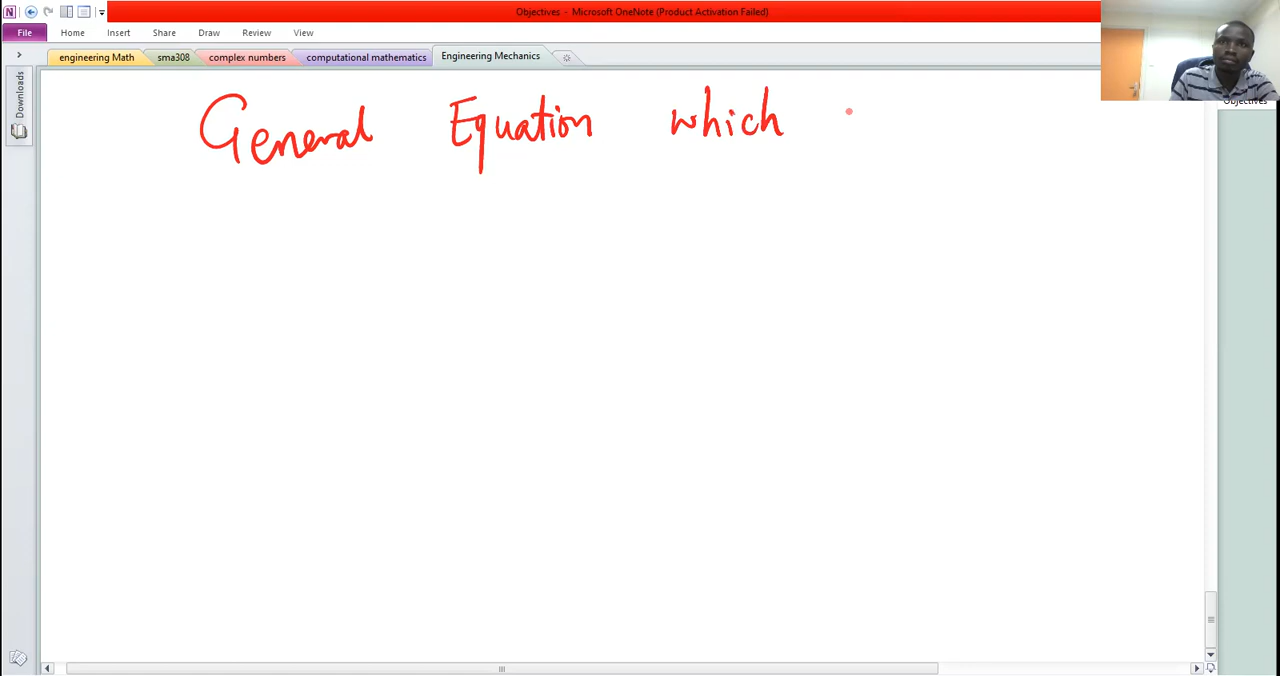 Objectives - Microsoft OneNote (Product Activation Failed)
File Home Insert Share Draw Review View
engineering Math sma308 complex numbers computational mathematics Engineering Mechanics
Downloads
Objectives
General Equation which